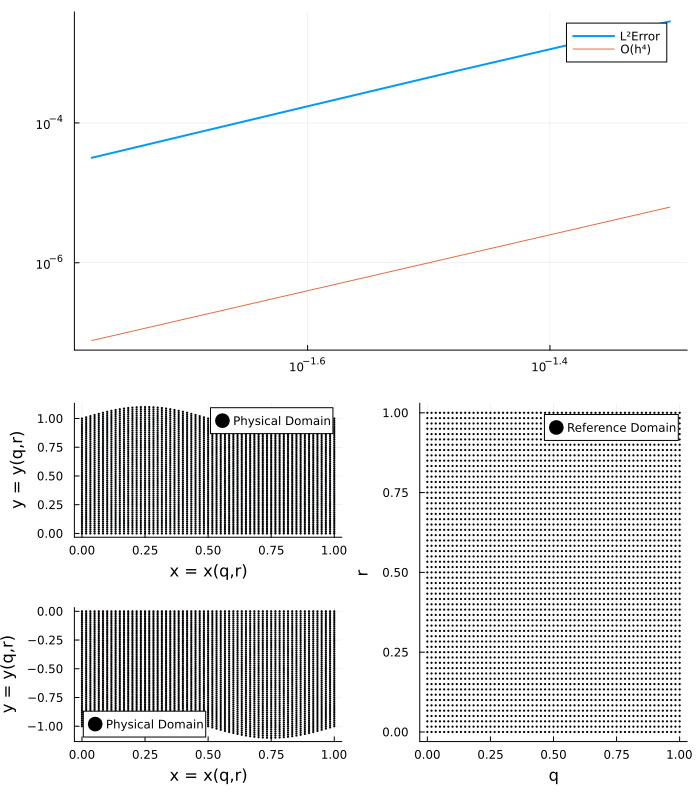 L²Error
O(h⁴)
10⁻⁴
10⁻⁶
10⁻¹·⁶
10⁻¹·⁴
Physical Domain
1.00
0.75
0.50
0.25
0.00
y = y(q,r)
0.00 0.25 0.50 0.75 1.00
x = x(q,r)
0.00
−0.25
−0.50
−0.75
−1.00
y = y(q,r)
Physical Domain
0.00 0.25 0.50 0.75 1.00
x = x(q,r)
Reference Domain
1.00
0.75
0.50
0.25
0.00
r
0.00 0.25 0.50 0.75 1.00
q